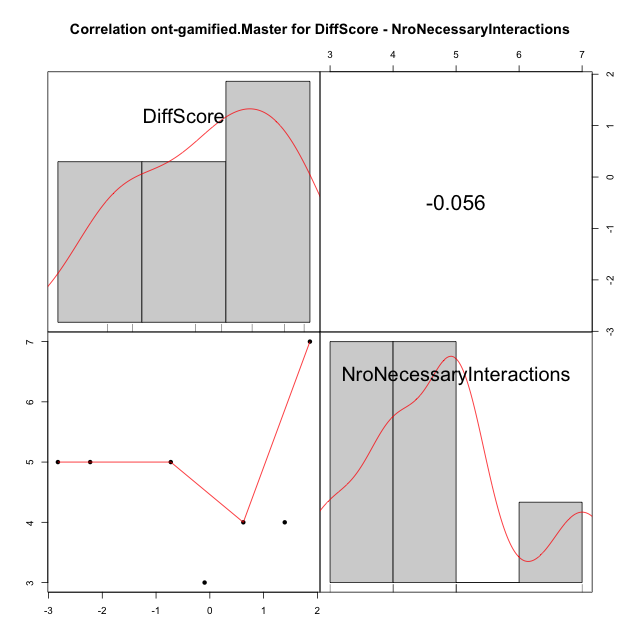 Correlation ont-gamified.Master for DiffScore - NroNecessaryInteractions
3 4 5 6 7
DiffScore
-0.056
2
1
0
-1
-2
-3
NroNecessaryInteractions
7
6
5
4
3
-3 -2 -1 0 1 2